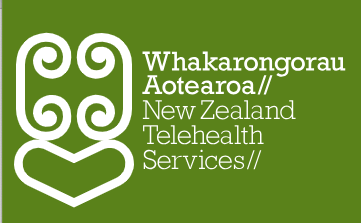 Whakarongorau
Aotearoa//
New Zealand
Telehealth
Services//